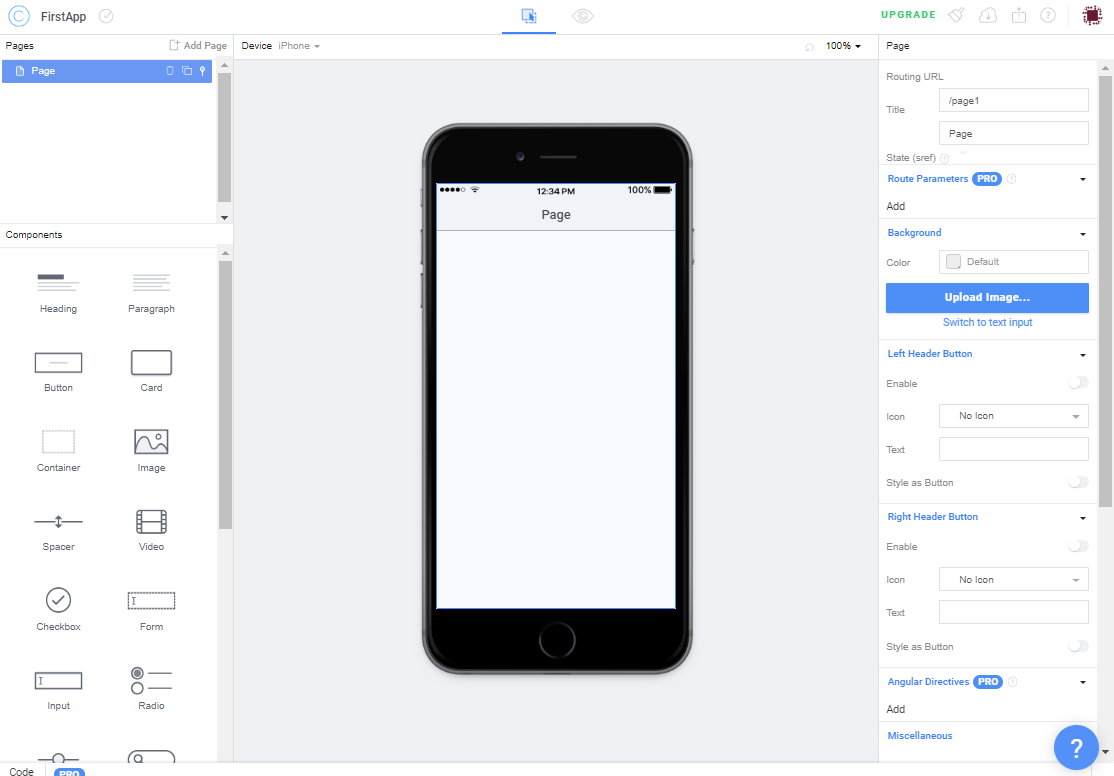 FirstApp
UPGRADE
?
Pages
Add Page
Device iPhone
100%
Page
Page
Routing URL
Title
/page1
Page
State (sref) ?
Route Parameters PRO ?
Add
Background
Color
Default
Upload Image...
Switch to text input
Left Header Button
Enable
Icon
No Icon
Text
Style as Button
Right Header Button
Enable
Icon
No Icon
Text
Style as Button
Angular Directives PRO ?
Add
Miscellaneous
?
12:34 PM
100%
Page
Components
Heading
Paragraph
Button
Card
Container
Image
Spacer
Video
Checkbox
Form
Input
Radio
Code
PRO